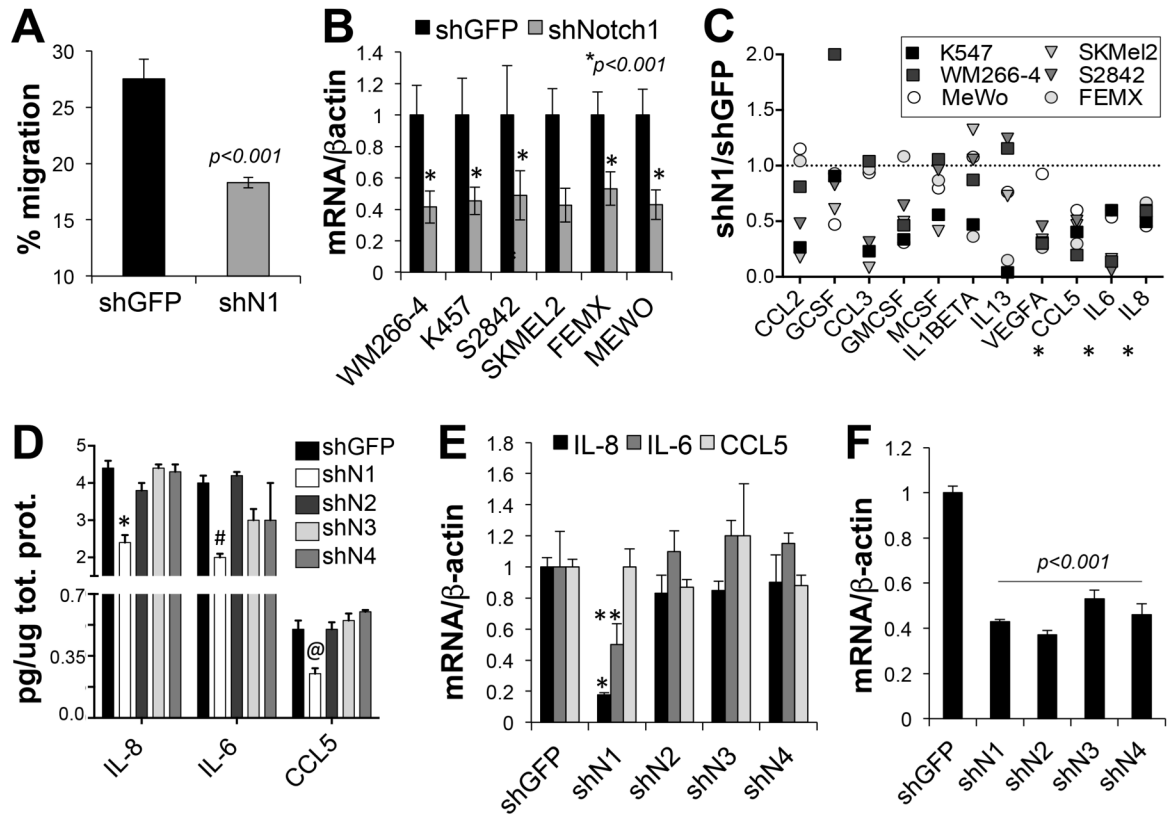 A
% migration
30
25
20
15
10
p<0.001
shGFP shN1
B
shGFP shNotch1
*p<0.001
mRNA/βactin
1.4
1.2
1
0.8
0.6
0.4
0.2
0
* * * * *
WM266-4 K457 S2842 SKMEL2 FEMX MEWO
C
shN1/shGFP
K547 SKMel2
WM266-4 S2842
MeWo FEMX
2.0
1.5
1.0
0.5
0.0
CCL2 GCSF CCL3 GMCSF MCSF IL1BETA IL13 VEGFA CCL5 IL6 IL8
* * *
D
pg/ug tot. prot.
shGFP
shN1
shN2
shN3
shN4
5
4
3
2
0.7
0.35
0.0
* #
@
IL-8 IL-6 CCL5
E
IL-8 IL-6 CCL5
mRNA/β-actin
1.8
1.6
1.4
1.2
1
0.8
0.6
0.4
0.2
0
**
*
shGFP shN1 shN2 shN3 shN4
F
mRNA/β-actin
1.2
1
0.8
0.6
0.4
0.2
0
p<0.001
shGFP shN1 shN2 shN3 shN4